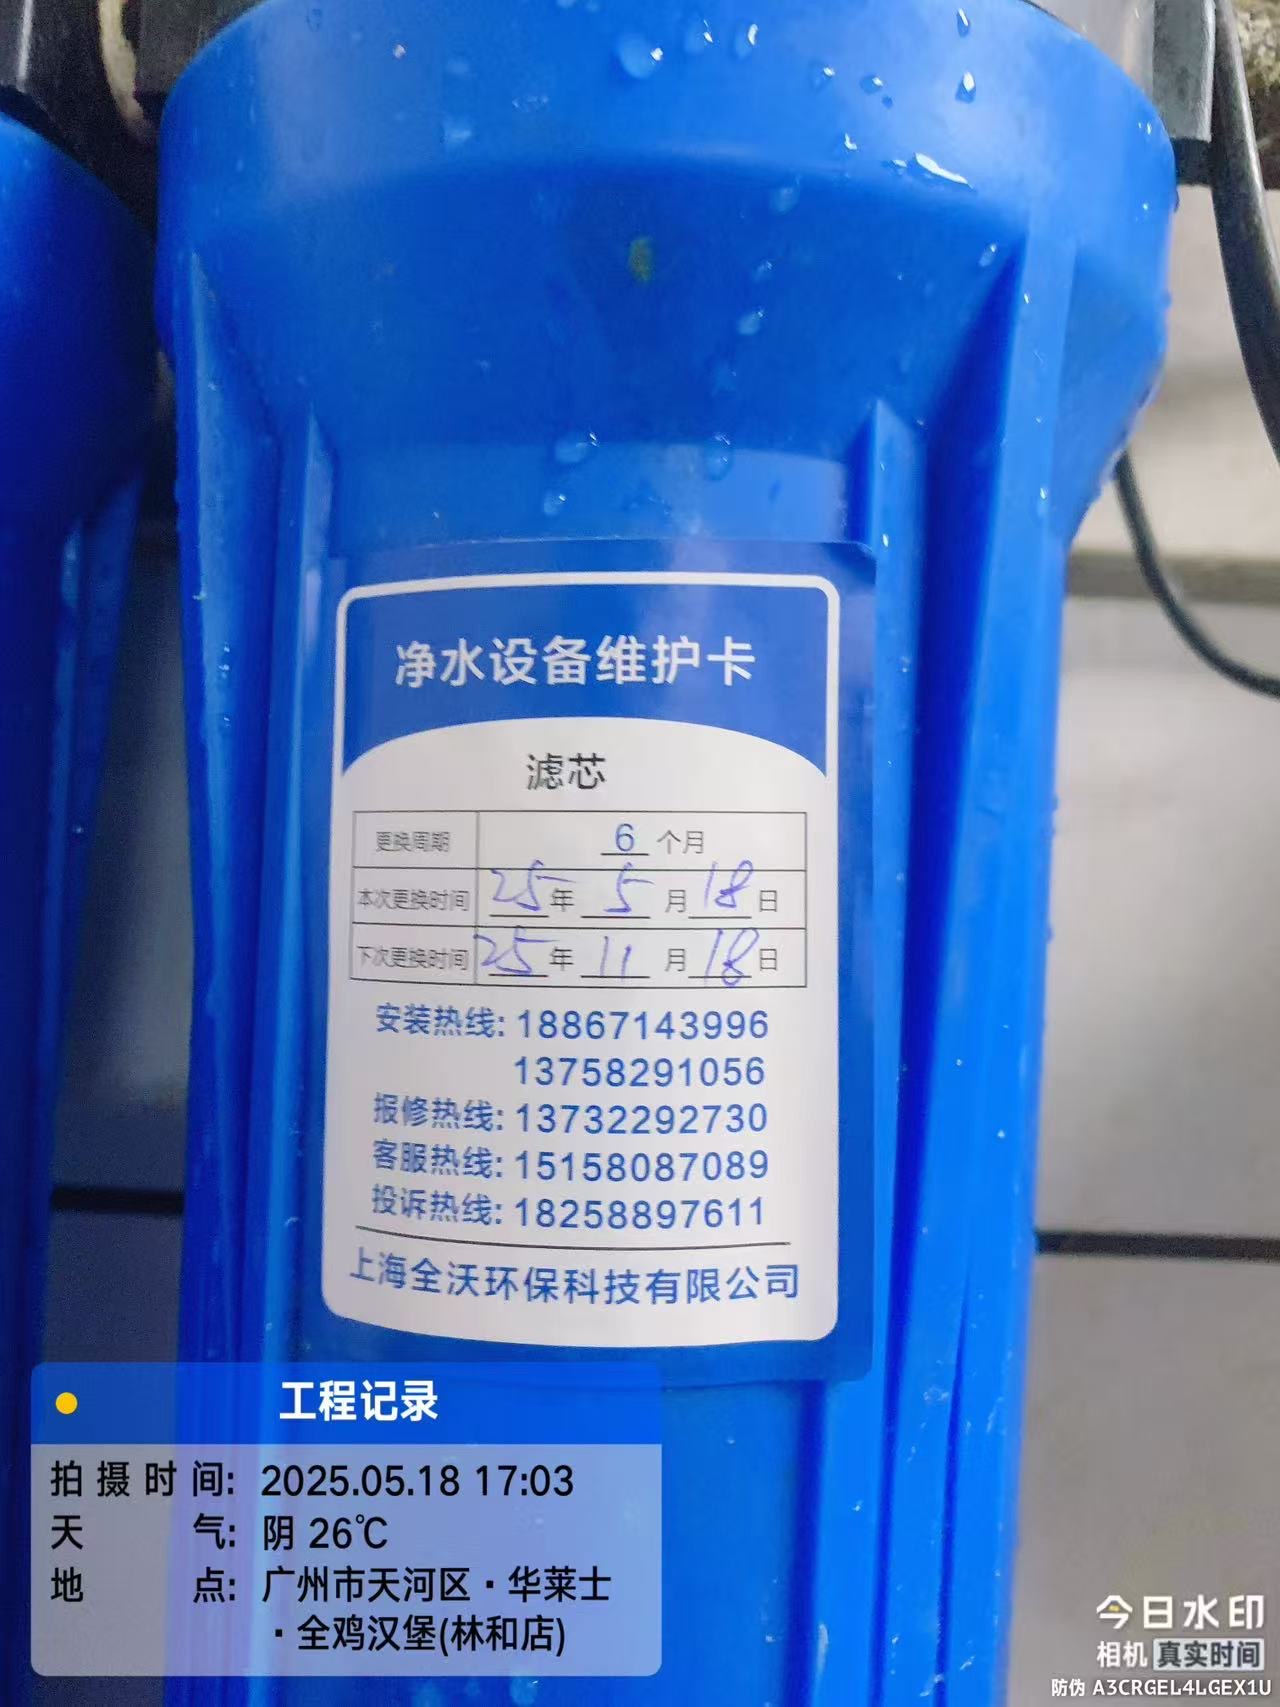 净水设备维护卡
滤芯
更换周期 6 个月
本次更换时间 25年 5 月 18 日
下次更换时间 25年 11 月 18 日
安装热线: 18867143996
13758291056
报修热线: 13732292730
客服热线: 15158087089
投诉热线: 18258897611
上海全沃环保科技有限公司
工程记录
拍摄时间: 2025.05.18 17:03
天气: 阴 26℃
地点: 广州市天河区·华莱士
·全鸡汉堡(林和店)
今日水印
相机 真实时间
防伪 A3CRGEL4LGEX1U